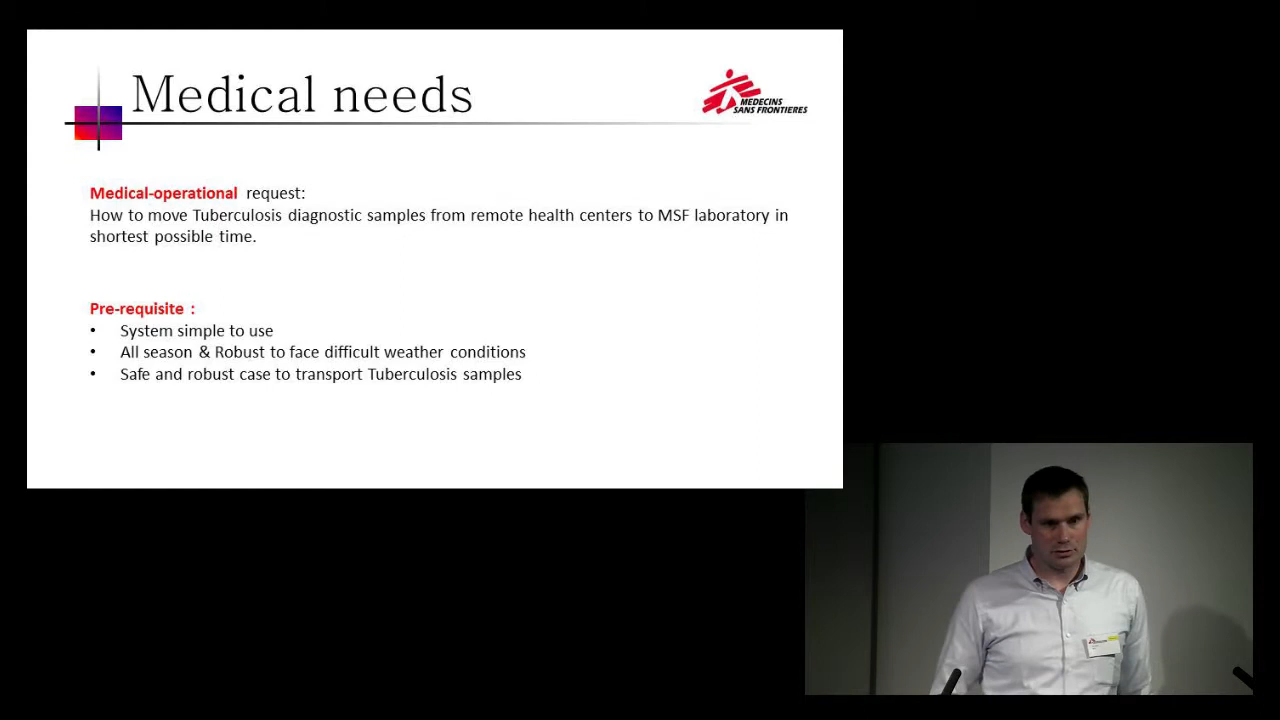 Medical needs
MEDECINS
SANS FRONTIERES
Medical-operational request:
How to move Tuberculosis diagnostic samples from remote health centers to MSF laboratory in
shortest possible time.
Pre-requisite :
• System simple to use
• All season & Robust to face difficult weather conditions
• Safe and robust case to transport Tuberculosis samples